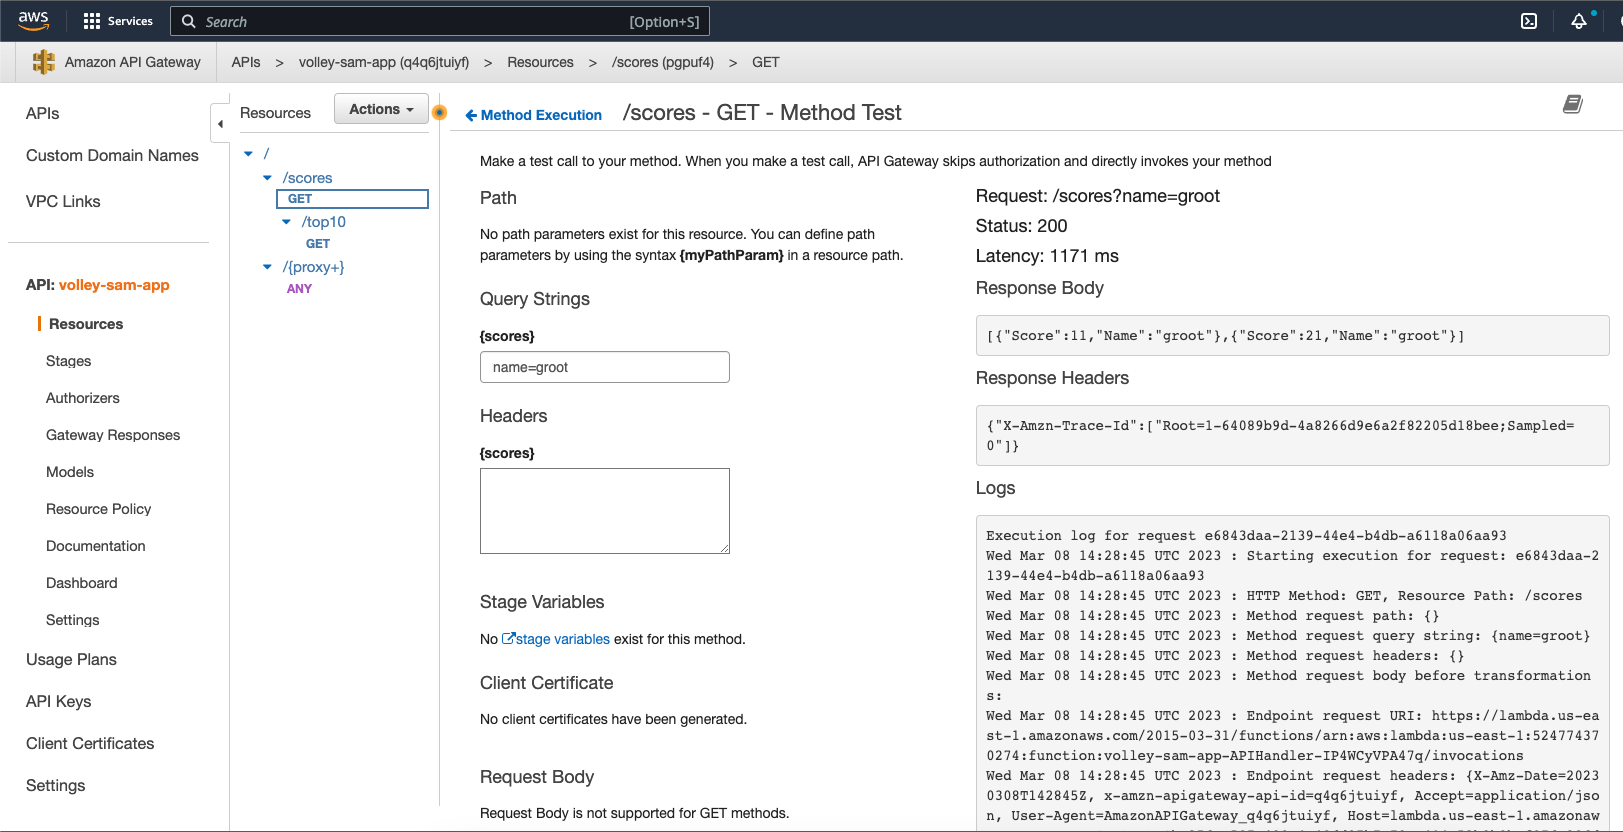 aws
Services
Search
[Option+S]
Amazon API Gateway
APIs > volley-sam-app (q4q6jtuiyf) > Resources > /scores (pgpuf4) > GET
APIs
Custom Domain Names
VPC Links
API: volley-sam-app
Resources
Stages
Authorizers
Gateway Responses
Models
Resource Policy
Documentation
Dashboard
Settings
Usage Plans
API Keys
Client Certificates
Settings
Resources
Actions
/
/scores
GET
/top10
GET
/{proxy+}
ANY
Method Execution
/scores - GET - Method Test
Make a test call to your method. When you make a test call, API Gateway skips authorization and directly invokes your method
Path
No path parameters exist for this resource. You can define path
parameters by using the syntax {myPathParam} in a resource path.
Query Strings
{scores}
name=groot
Headers
{scores}
Stage Variables
No stage variables exist for this method.
Client Certificate
No client certificates have been generated.
Request Body
Request Body is not supported for GET methods.
Request: /scores?name=groot
Status: 200
Latency: 1171 ms
Response Body
[{"Score":11,"Name":"groot"},{"Score":21,"Name":"groot"}]
Response Headers
{"X-Amzn-Trace-Id":["Root=1-64089b9d-4a8266d9e6a2f82205d18bee;Sampled=
0"]}
Logs
Execution log for request e6843daa-2139-44e4-b4db-a6118a06aa93
Wed Mar 08 14:28:45 UTC 2023 : Starting execution for request: e6843daa-2
139-44e4-b4db-a6118a06aa93
Wed Mar 08 14:28:45 UTC 2023 : HTTP Method: GET, Resource Path: /scores
Wed Mar 08 14:28:45 UTC 2023 : Method request path: {}
Wed Mar 08 14:28:45 UTC 2023 : Method request query string: {name=groot}
Wed Mar 08 14:28:45 UTC 2023 : Method request headers: {}
Wed Mar 08 14:28:45 UTC 2023 : Method request body before transformation
s:
Wed Mar 08 14:28:45 UTC 2023 : Endpoint request URI: https://lambda.us-ea
st-1.amazonaws.com/2015-03-31/functions/arn:aws:lambda:us-east-1:52477437
0274:function:volley-sam-app-APIHandler-IP4WCyVPA47q/invocations
Wed Mar 08 14:28:45 UTC 2023 : Endpoint request headers: {X-Amz-Date=2023
0308T142845Z, x-amzn-apigateway-api-id=q4q6jtuiyf, Accept=application/jso
n, User-Agent=AmazonAPIGateway_q4q6jtuiyf, Host=lambda.us-east-1.amazonaw